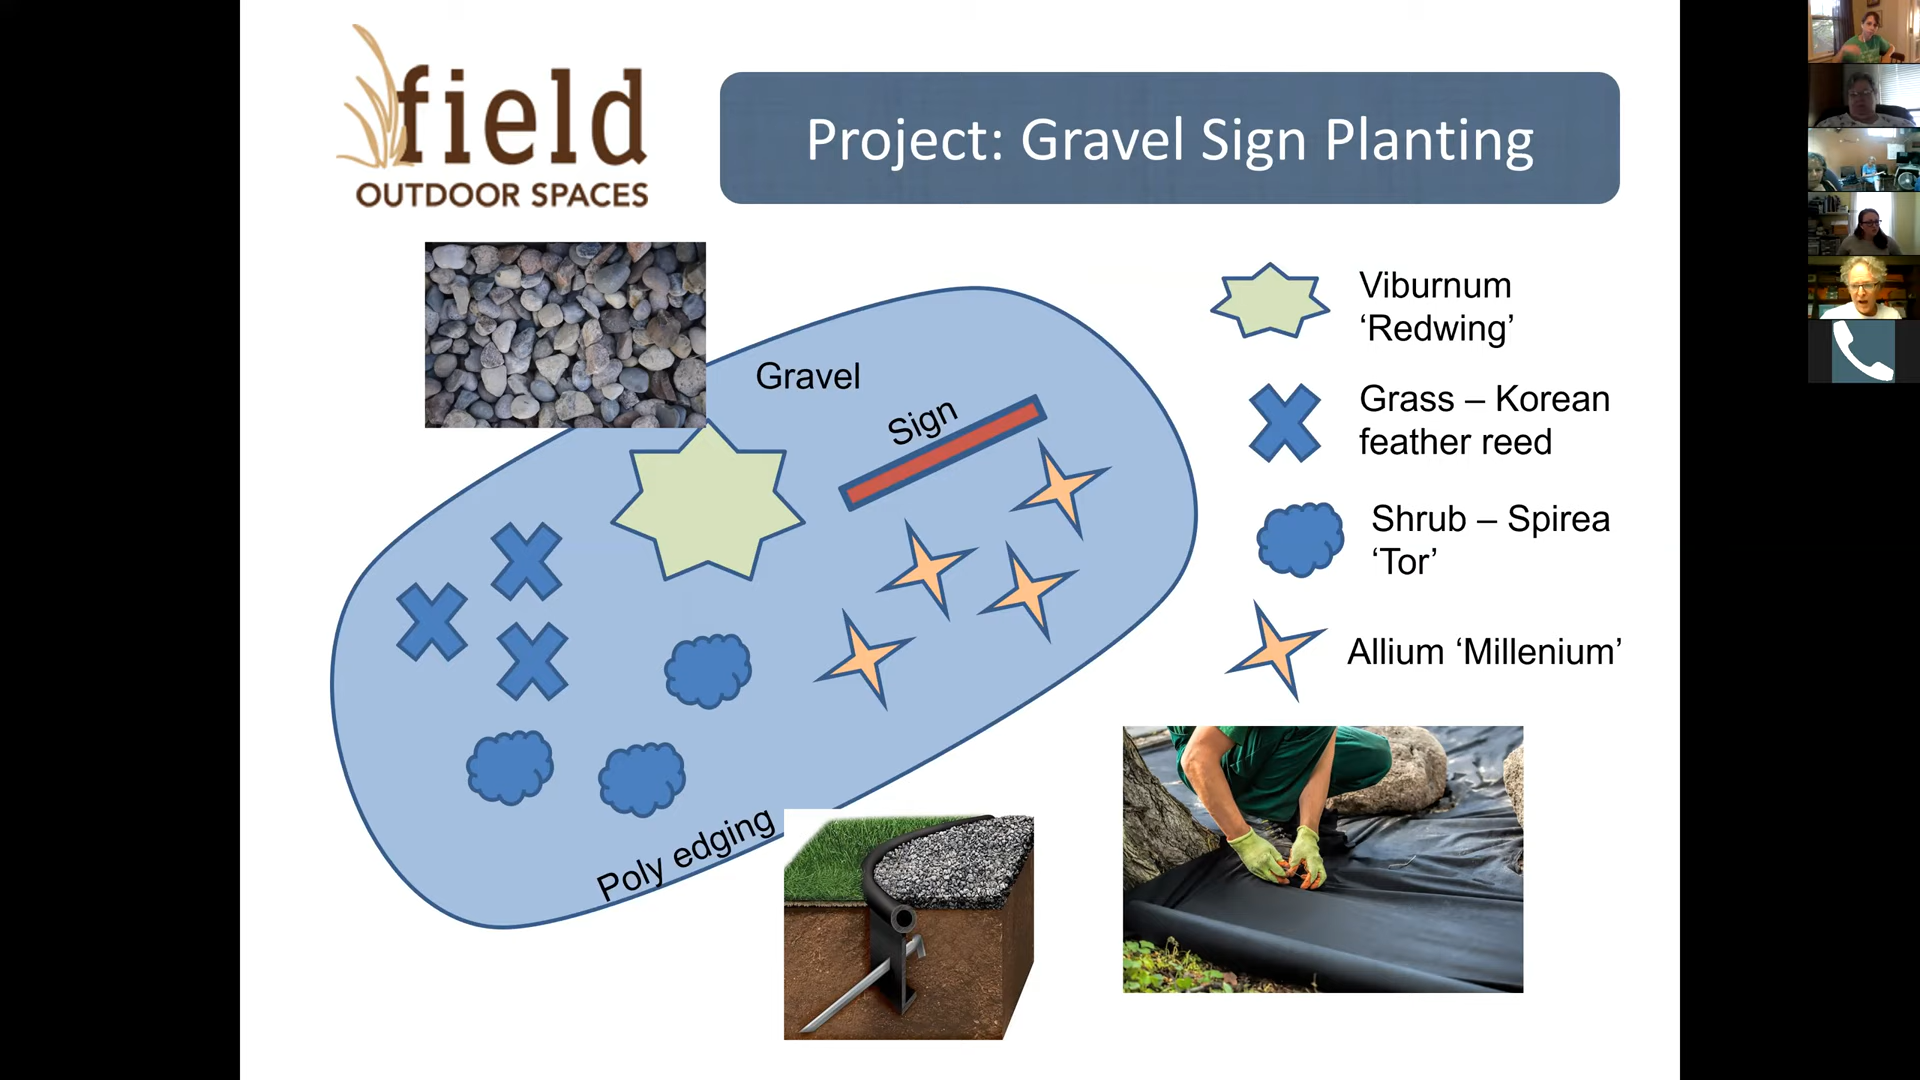 field
OUTDOOR SPACES
Project: Gravel Sign Planting
Gravel
Sign
Poly edging
Viburnum
‘Redwing’
Grass – Korean
feather reed
Shrub – Spirea
‘Tor’
Allium ‘Millenium’